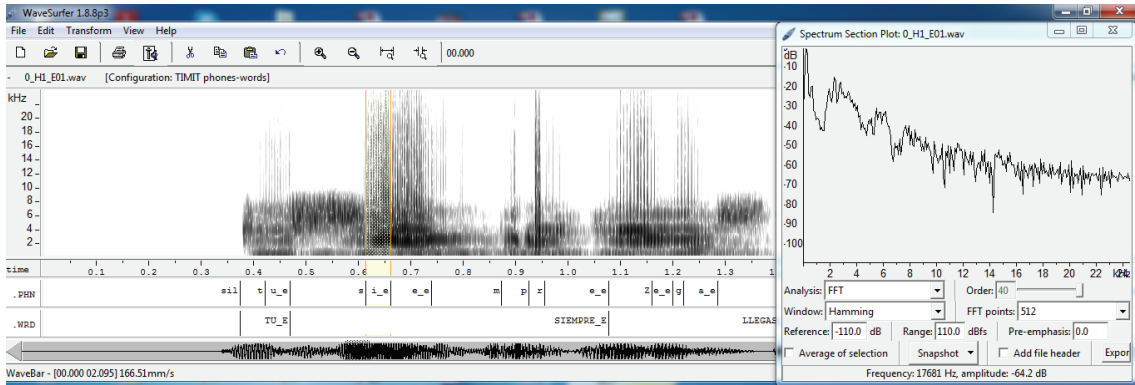 WaveSurfer 1.8.8p3
File Edit Transform View Help
00.000
- 0_H1_E01.wav [Configuration: TIMIT phones-words]
kHz
20
18
16
14
12
10
8
6
4
2
time 0.1 0.2 0.3 0.4 0.5 0.6 0.7 0.8 0.9 1.0 1.1 1.2 1.3 1
.PHN sil t u_e s i_e e_e m p r e_e Z e_e g a_e
.WRD TU_E SIEMPRE_E LLEGAS
WaveBar - [00.000 02.095] 166.51mm/s
Spectrum Section Plot: 0_H1_E01.wav
dB
-10
-20
-30
-40
-50
-60
-70
-80
-90
-100
2 4 6 8 10 12 14 16 18 20 22 24 kHz
Analysis: FFT Order: 40
Window: Hamming FFT points: 512
Reference: -110.0 dB Range: 110.0 dBfs Pre-emphasis: 0.0
Average of selection Snapshot Add file header Expor
Frequency: 17681 Hz, amplitude: -64.2 dB